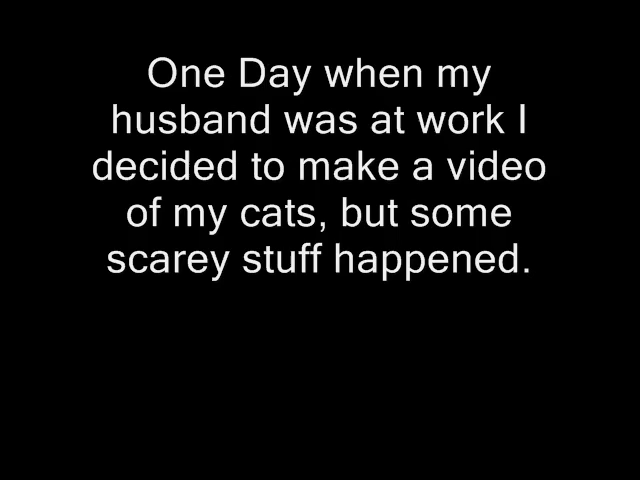 One Day when my
husband was at work I
decided to make a video
of my cats, but some
scarey stuff happened.